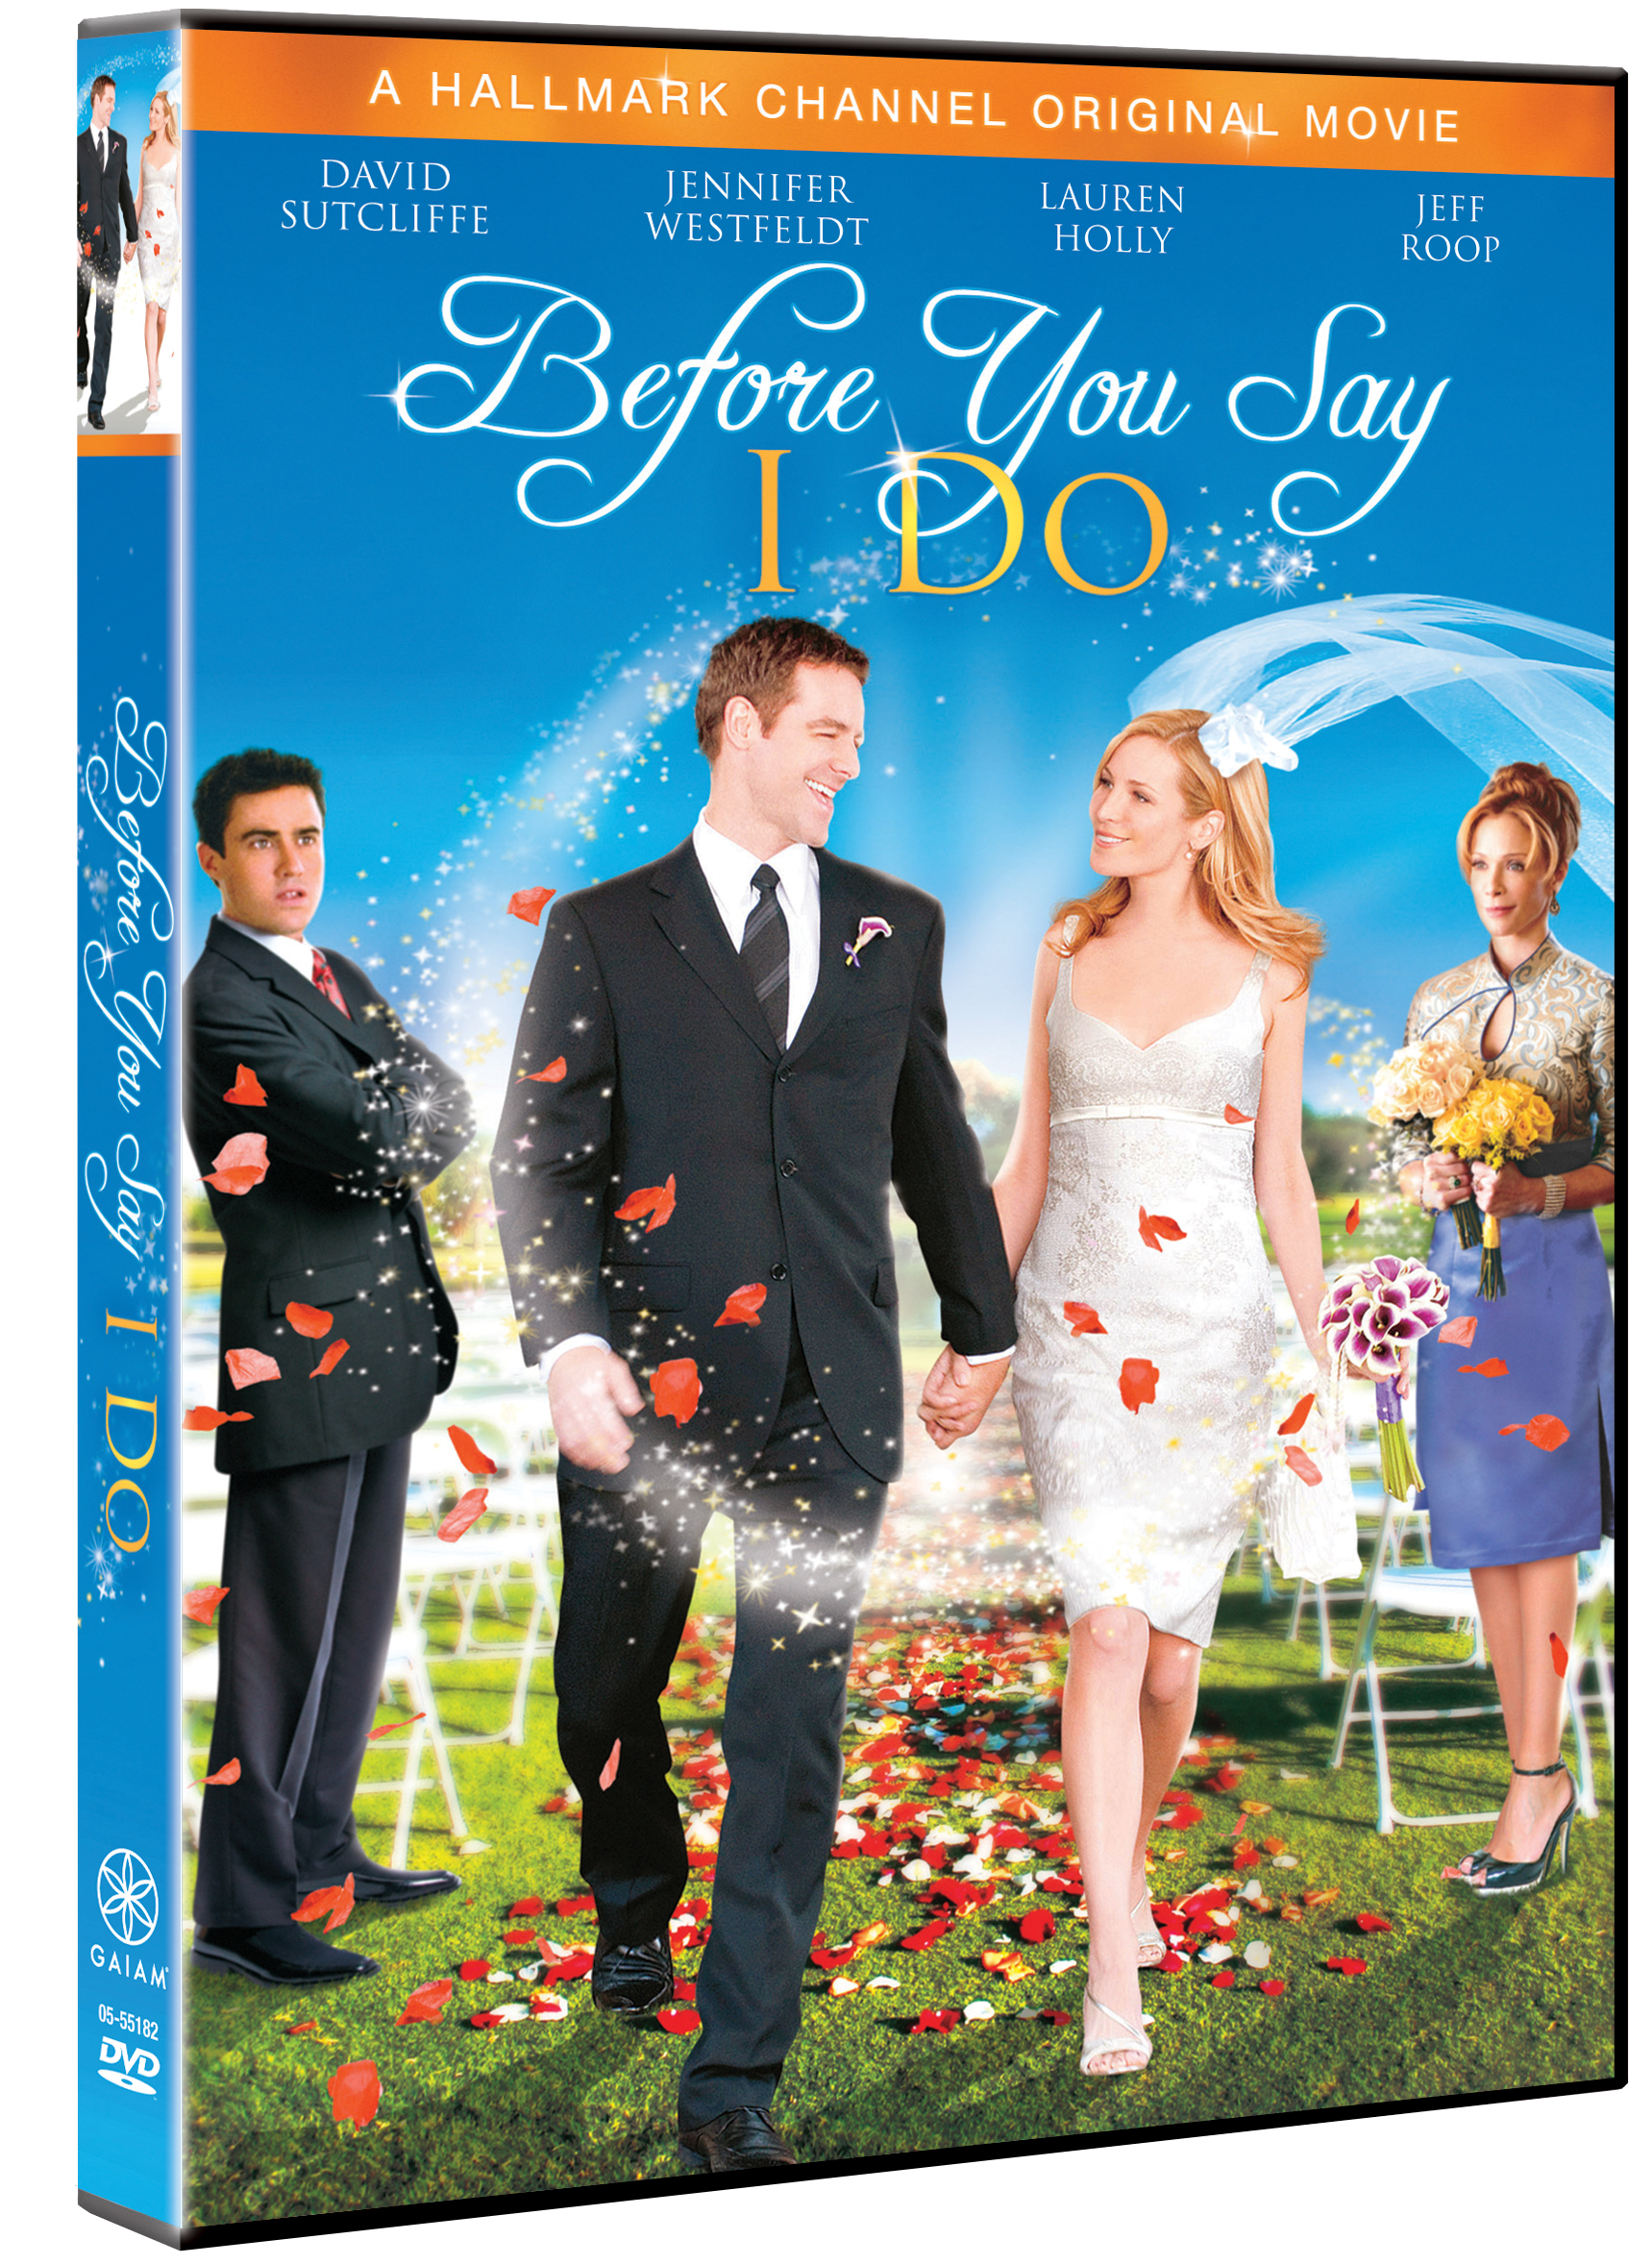 A HALLMARK CHANNEL ORIGINAL MOVIE
DAVID SUTCLIFFE
JENNIFER WESTFELDT
LAUREN HOLLY
JEFF ROOP
Before You Say
I DO
Before You Say I DO
GAIAM®
05-55182
DVD